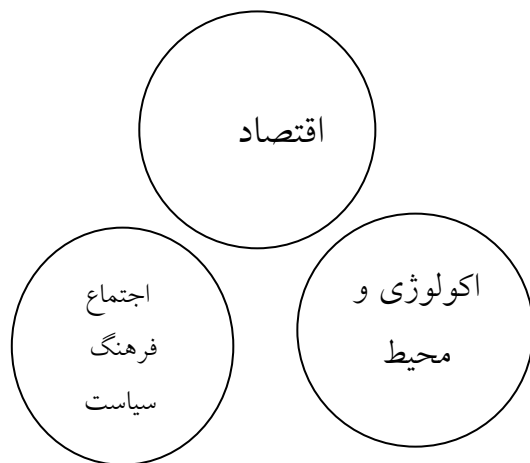 اقتصاد
اکولوژی و
محیط
اجتماع
فرهنگ
سیاست